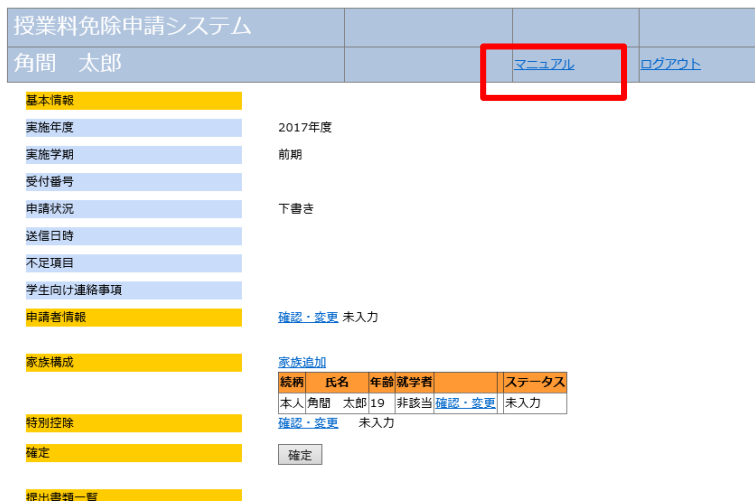 授業料免除申請システム
角間　太郎 マニュアル ログアウト
基本情報
実施年度 2017年度
実施学期 前期
受付番号
申請状況 下書き
送信日時
不足項目
学生向け連絡事項
申請者情報 確認・変更 未入力
家族構成 家族追加
続柄 氏名 年齢 就学者 ステータス
本人 角間　太郎 19 非該当 確認・変更 未入力
特別控除 確認・変更 未入力
確定 確定
提出書類一覧